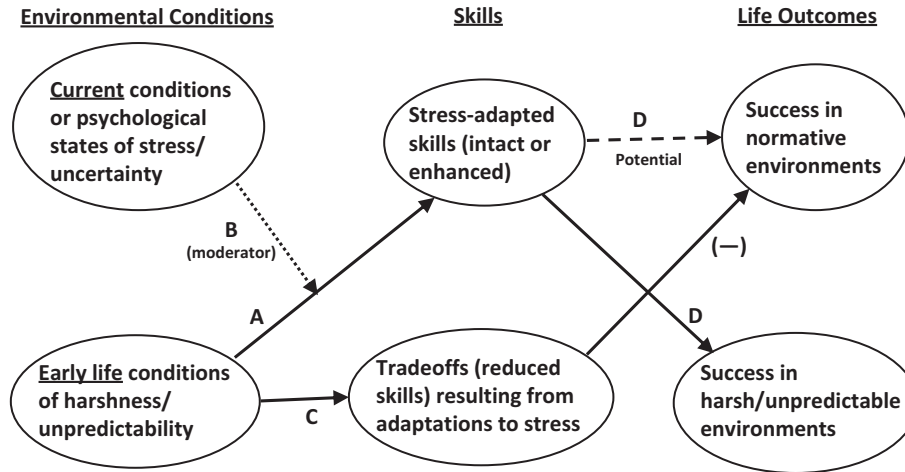 Environmental Conditions
Skills
Life Outcomes
Current conditions
or psychological
states of stress/
uncertainty
Stress-adapted
skills (intact or
enhanced)
D
Potential
Success in
normative
environments
B
(moderator)
(—)
A
D
Early life conditions
of harshness/
unpredictability
C
Tradeoffs (reduced
skills) resulting from
adaptations to stress
Success in
harsh/unpredictable
environments